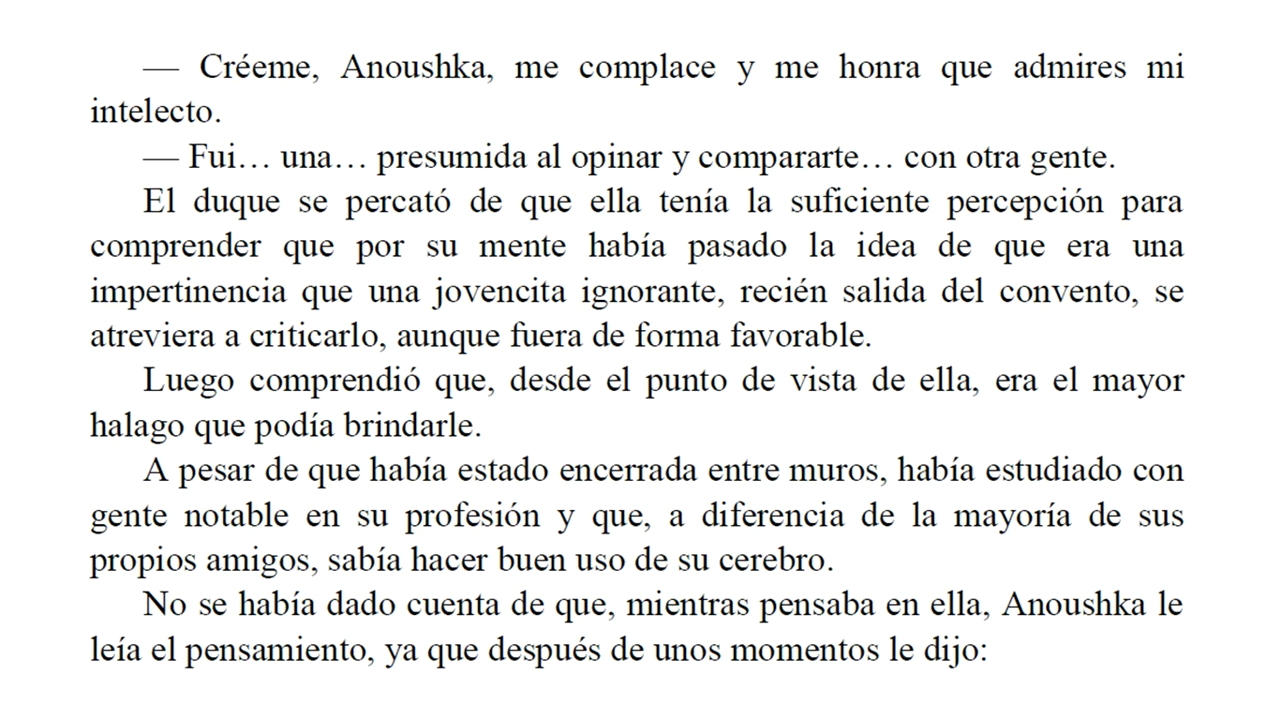 — Créeme, Anoushka, me complace y me honra que admires mi
intelecto.
— Fui… una… presumida al opinar y compararte… con otra gente.
El duque se percató de que ella tenía la suficiente percepción para
comprender que por su mente había pasado la idea de que era una
impertinencia que una jovencita ignorante, recién salida del convento, se
atreviera a criticarlo, aunque fuera de forma favorable.
Luego comprendió que, desde el punto de vista de ella, era el mayor
halago que podía brindarle.
A pesar de que había estado encerrada entre muros, había estudiado con
gente notable en su profesión y que, a diferencia de la mayoría de sus
propios amigos, sabía hacer buen uso de su cerebro.
No se había dado cuenta de que, mientras pensaba en ella, Anoushka le
leía el pensamiento, ya que después de unos momentos le dijo: